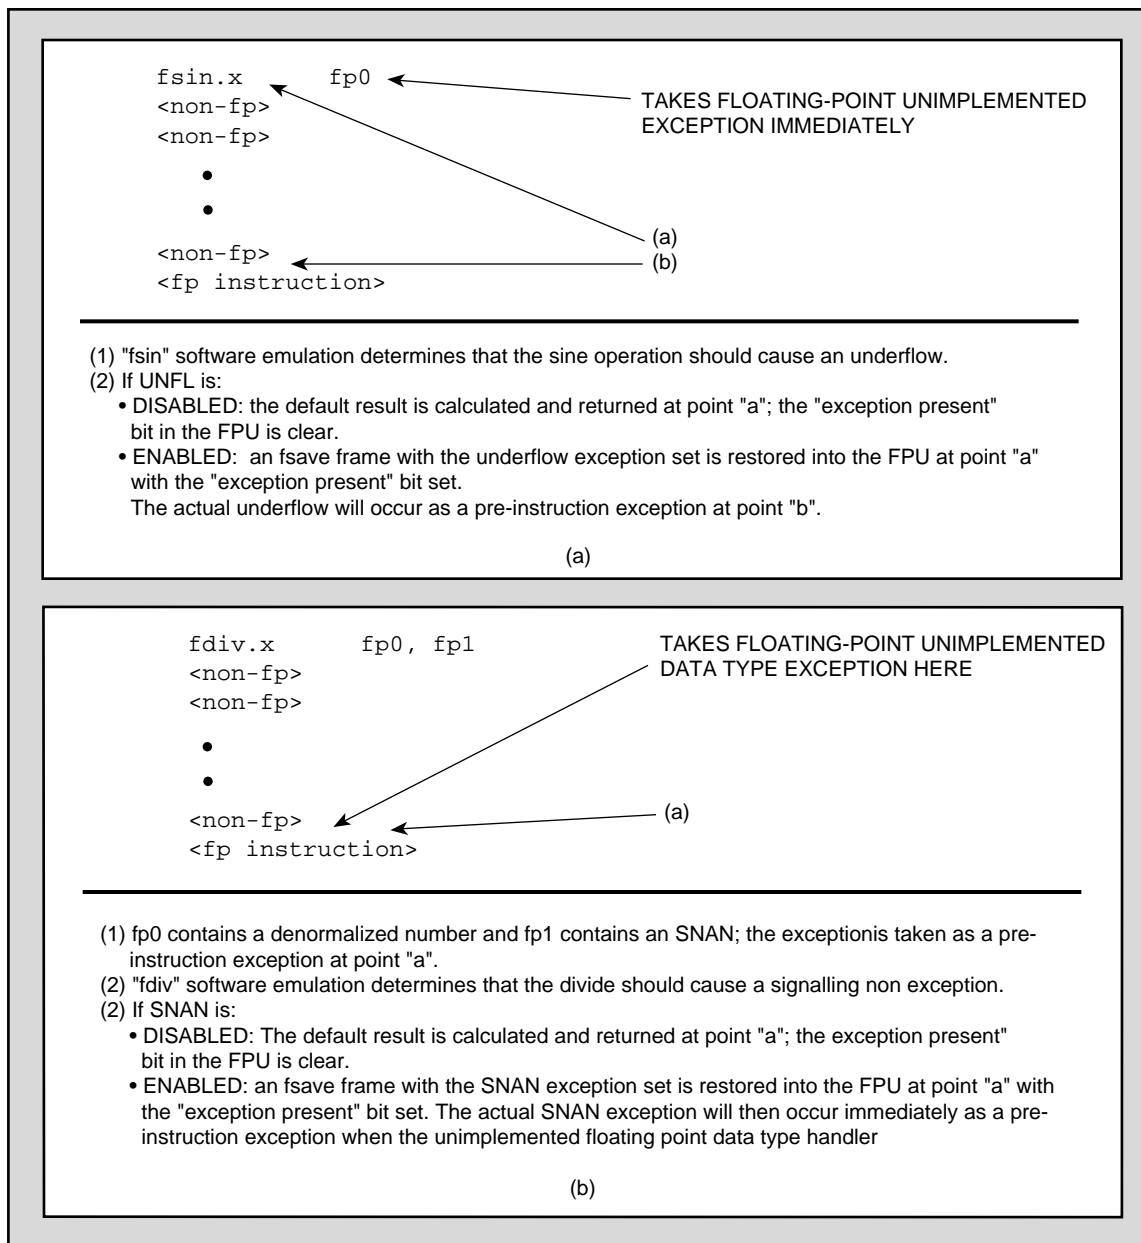 fsin.x fp0
<non-fp>
<non-fp>
TAKES FLOATING-POINT UNIMPLEMENTED
EXCEPTION IMMEDIATELY
•
•
(a)
<non-fp>
(b)
<fp instruction>
(1) "fsin" software emulation determines that the sine operation should cause an underflow.
(2) If UNFL is:
• DISABLED: the default result is calculated and returned at point "a"; the "exception present"
bit in the FPU is clear.
• ENABLED: an fsave frame with the underflow exception set is restored into the FPU at point "a"
with the "exception present" bit set.
The actual underflow will occur as a pre-instruction exception at point "b".
(a)
fdiv.x fp0, fp1
<non-fp>
<non-fp>
TAKES FLOATING-POINT UNIMPLEMENTED
DATA TYPE EXCEPTION HERE
•
•
<non-fp>
(a)
<fp instruction>
(1) fp0 contains a denormalized number and fp1 contains an SNAN; the exceptionis taken as a pre-
instruction exception at point "a".
(2) "fdiv" software emulation determines that the divide should cause a signalling non exception.
(2) If SNAN is:
• DISABLED: The default result is calculated and returned at point "a"; the exception present"
bit in the FPU is clear.
• ENABLED: an fsave frame with the SNAN exception set is restored into the FPU at point "a" with
the "exception present" bit set. The actual SNAN exception will then occur immediately as a pre-
instruction exception when the unimplemented floating point data type handler
(b)